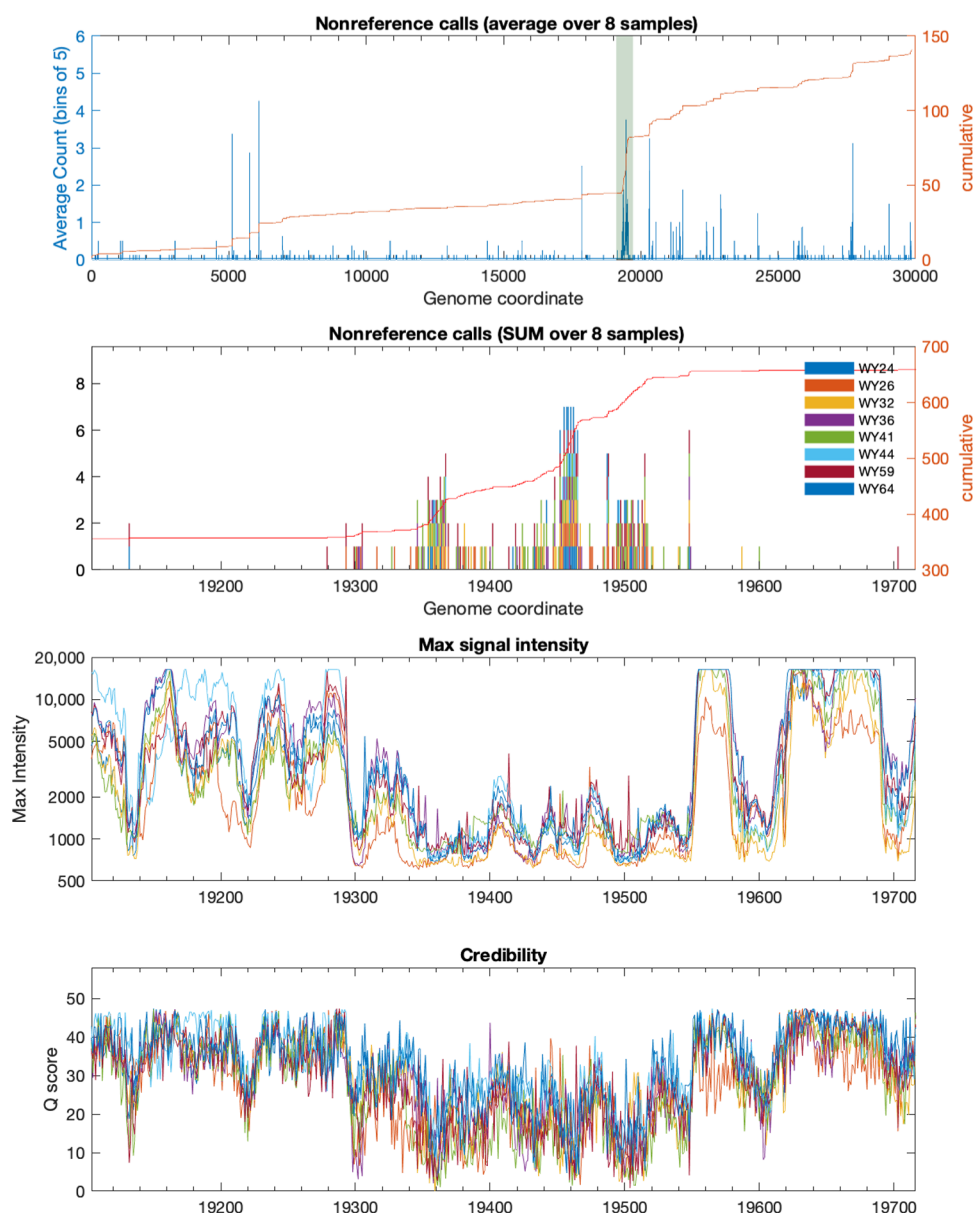 Nonreference calls (average over 8 samples)
Average Count (bins of 5)
6
5
4
3
2
1
0
150
100
50
0
cumulative
0 5000 10000 15000 20000 25000 30000
Genome coordinate
Nonreference calls (SUM over 8 samples)
8
6
4
2
0
700
600
500
400
300
cumulative
WY24
WY26
WY32
WY36
WY41
WY44
WY59
WY64
19200 19300 19400 19500 19600 19700
Genome coordinate
Max signal intensity
Max Intensity
20,000
10,000
5000
2000
1000
500
19200 19300 19400 19500 19600 19700
Credibility
Q score
50
40
30
20
10
0
19200 19300 19400 19500 19600 19700